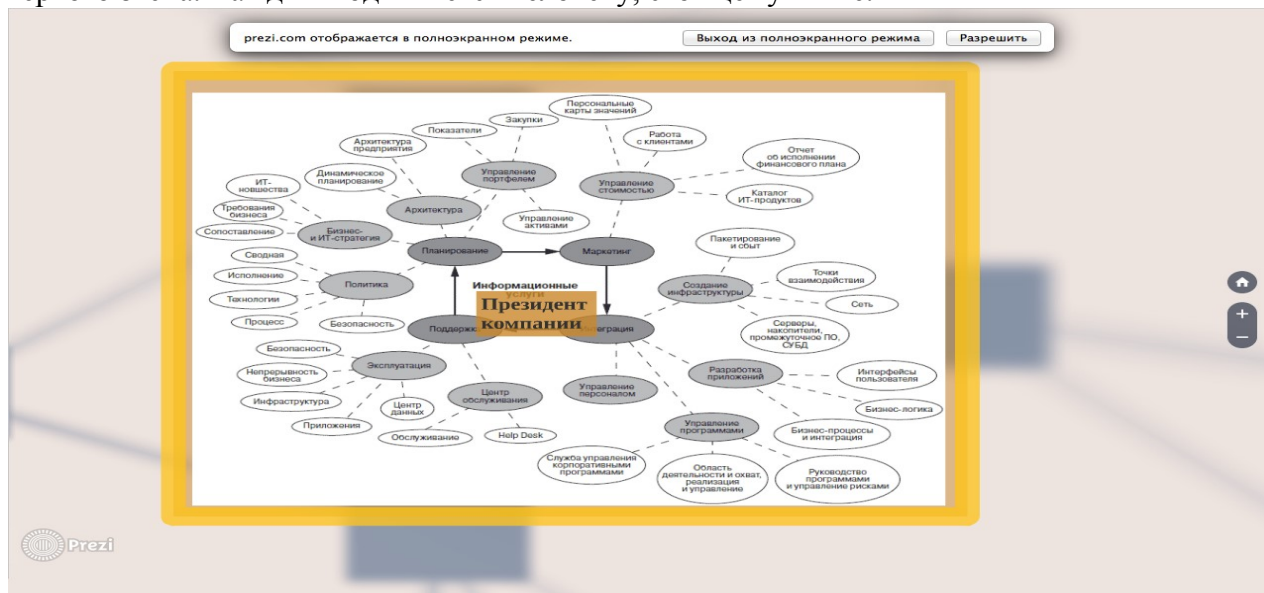 prezi.com отображается в полноэкранном режиме.
Выход из полноэкранного режима
Разрешить
Персональные
карты значений
Закупки
Показатели
Работа
с клиентами
Архитектура
предприятия
Отчет
об исполнении
финансового плана
Управление
портфелем
Динамическое
планирование
Управление
стоимостью
ИТ-
новшества
Каталог
ИТ-продуктов
Требования
бизнеса
Архитектура
Управление
активами
Сопоставление
Бизнес-
и ИТ-стратегия
Пакетирование
и сбыт
Планирование
Маркетинг
Сводная
Исполнение
Политика
Точки
взаимодействия
Создание
инфраструктуры
Информационные
услуги
Президент
компании
Технологии
Сеть
Процесс
Безопасность
Серверы,
накопители,
промежуточное ПО,
СУБД
Безопасность
Эксплуатация
Непрерывность
бизнеса
Разработка
приложений
Интерфейсы
пользователя
Управление
персоналом
Центр
обслуживания
Инфраструктура
Центр
данных
Бизнес-логика
Приложения
Обслуживание
Help Desk
Управление
программами
Бизнес-процессы
и интеграция
Служба управления
корпоративными
программами
Область
деятельности и охват,
реализация
и управление
Руководство
программами
и управление рисками
Prezi